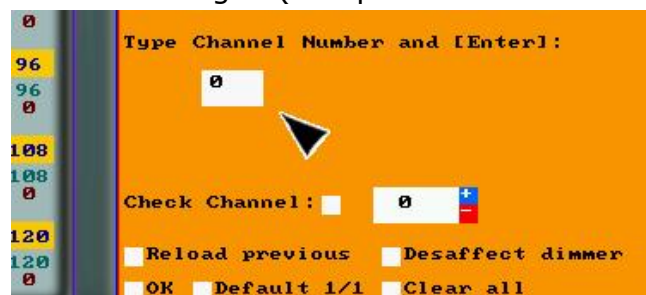 0
Type Channel Number and [Enter]:
96
0
96
0
108
108
0
Check Channel: 0 + -
120
Reload previous Desaffect dimmer
120
0
OK Default 1/1 Clear all